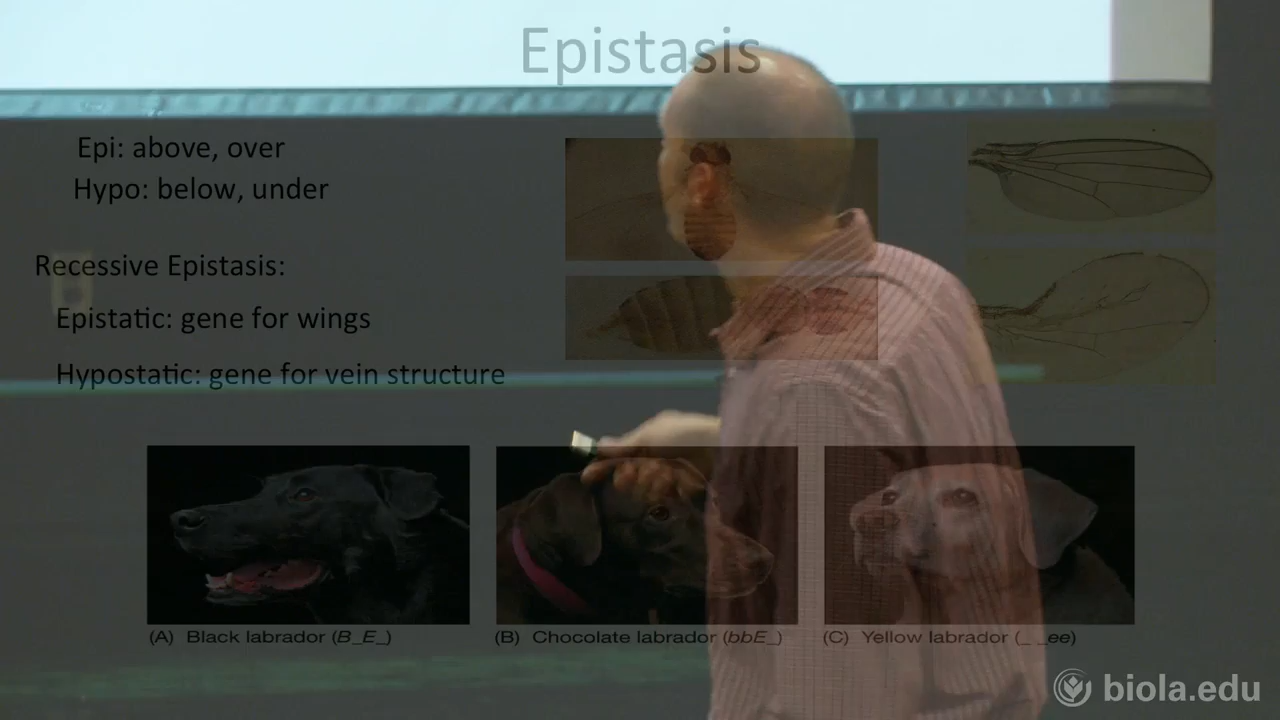 Epistasis
Epi: above, over
Hypo: below, under
Recessive Epistasis:
Epistatic: gene for wings
Hypostatic: gene for vein structure
(A) Black labrador (B_E_)
(B) Chocolate labrador (bbE_)
(C) Yellow labrador (_ _ee)
biola.edu